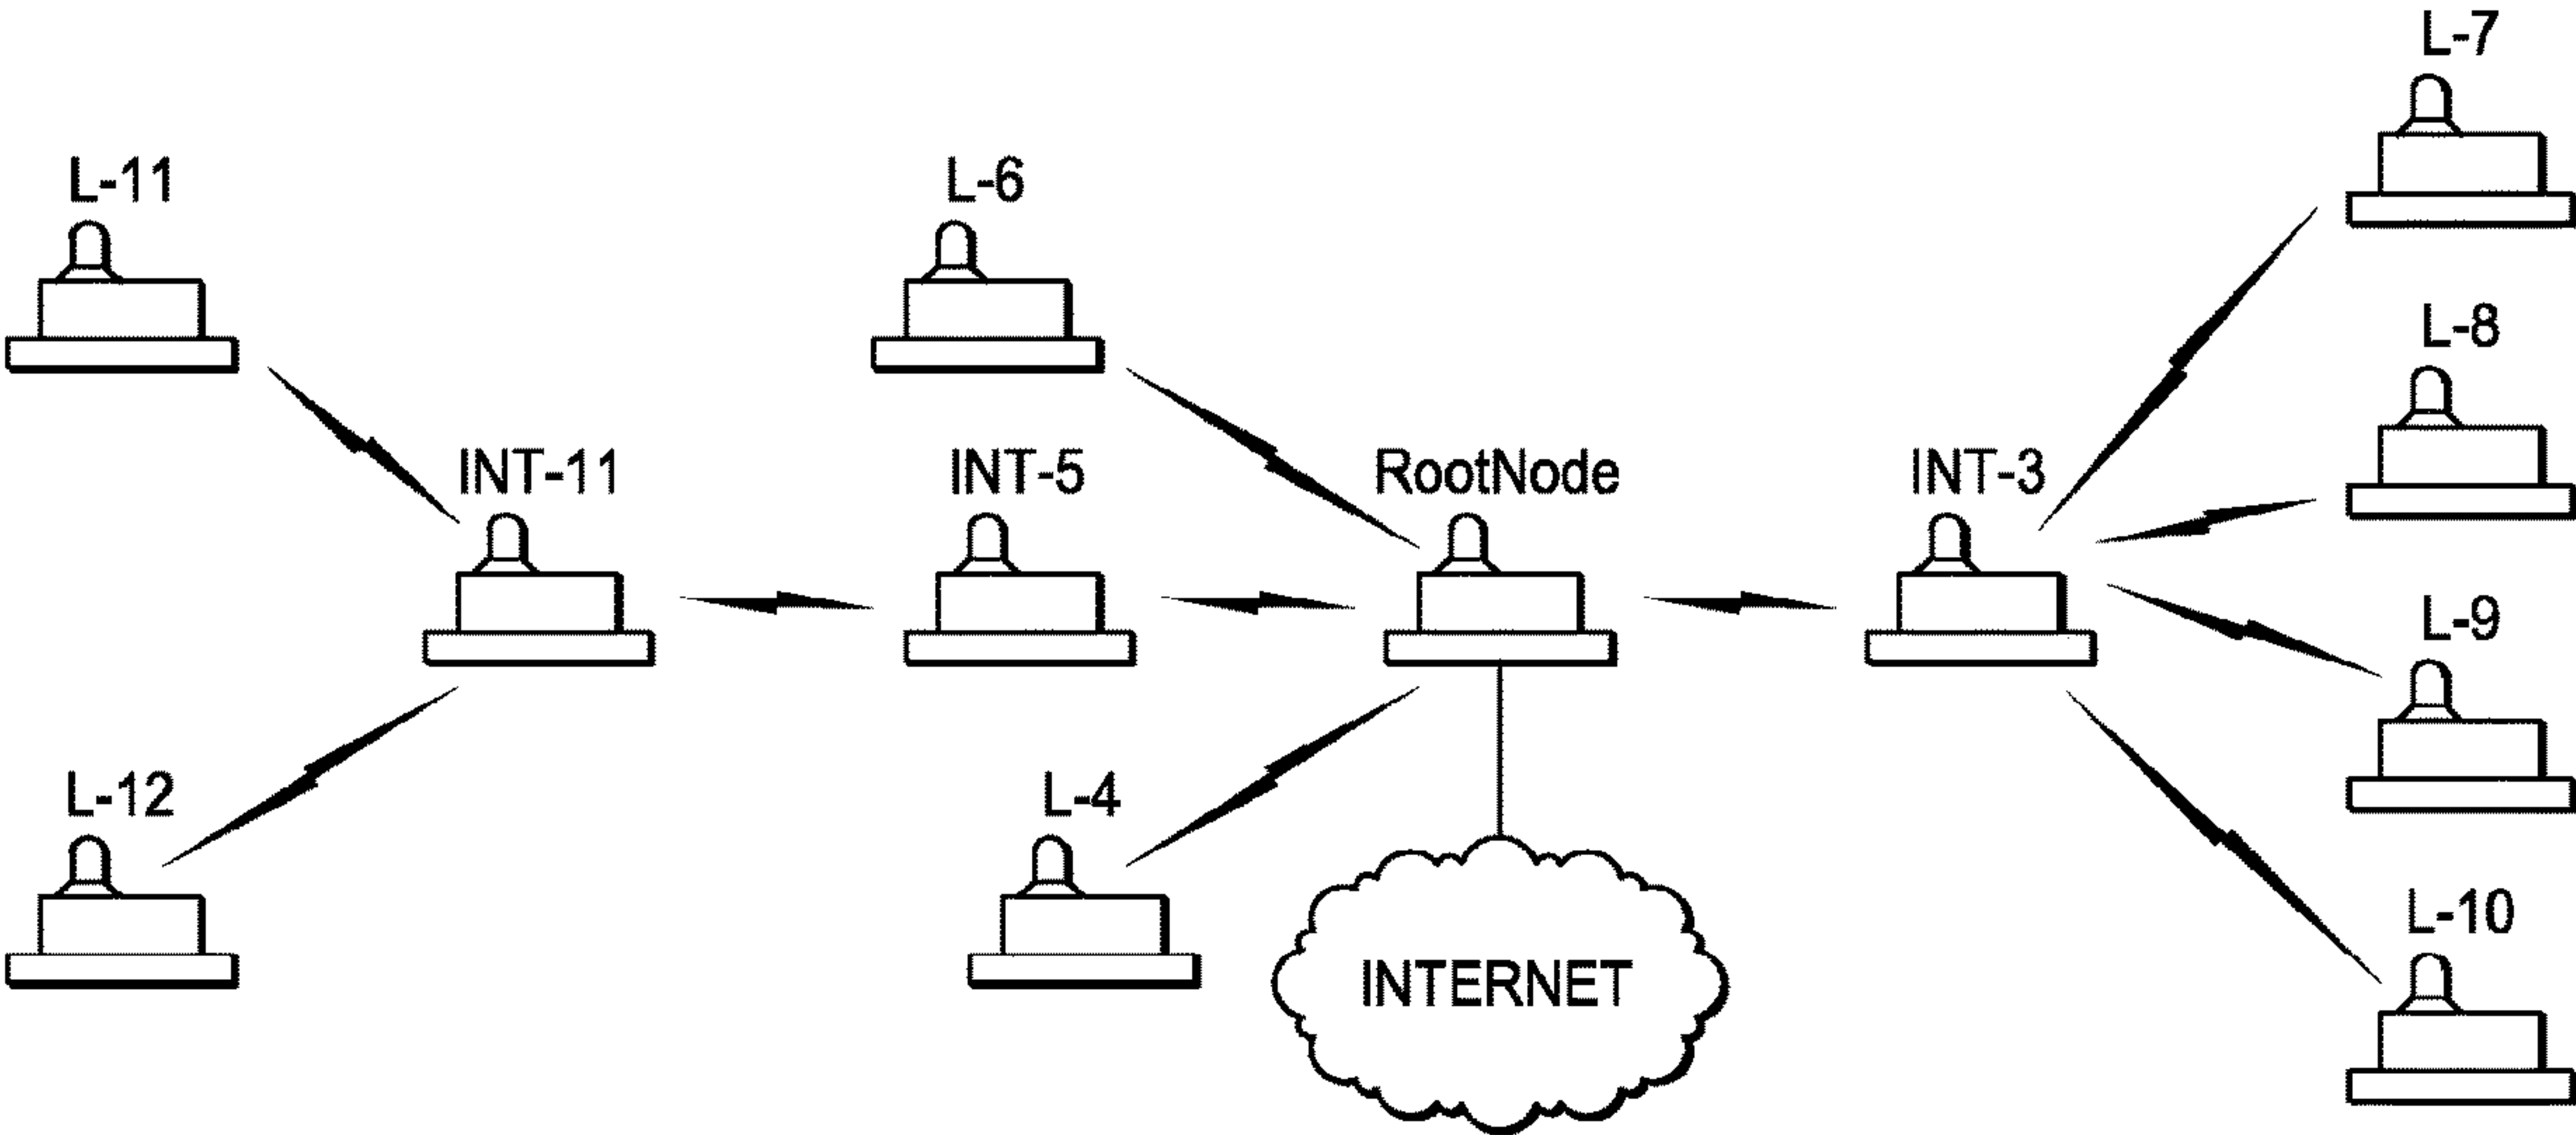 L-7
L-11
L-6
L-8
INT-11
INT-5
RootNode
INT-3
L-9
L-12
L-4
L-10
INTERNET